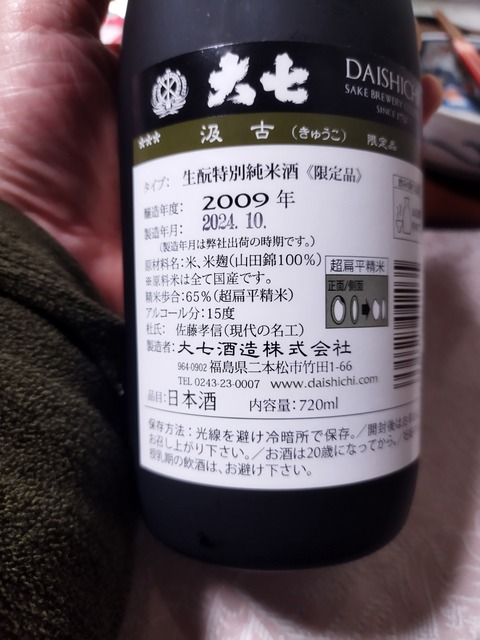 大七
DAISHICHI
SAKE BREWERY
SINCE 1752
*** 汲古(きゅうこ) 限定品
タイプ: 生酛特別純米酒《限定品》
醸造年度: 2009年
製造年月: 2024.10.
(製造年月は弊社出荷の時期です。)
原材料名:米、米麹(山田錦100%)
※原料米は全て国産です。
精米歩合:65%(超扁平精米)
アルコール分:15度
超扁平精米
正面/側面
杜氏: 佐藤孝信(現代の名工)
製造者:大七酒造株式会社
964-0902 福島県二本松市竹田1-66
TEL 0243-23-0007 www.daishichi.com
品目:日本酒 内容量:720ml
保存方法:光線を避け冷暗所で保存。/開封後は
お召し上がり下さい。/お酒は20歳になってから。/
授乳期の飲酒は、お避け下さい。